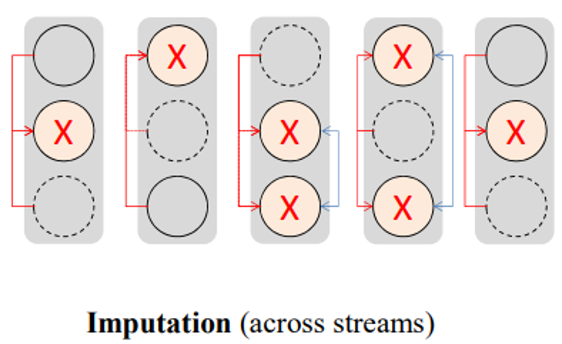 X X X
X X X
X X
Imputation (across streams)